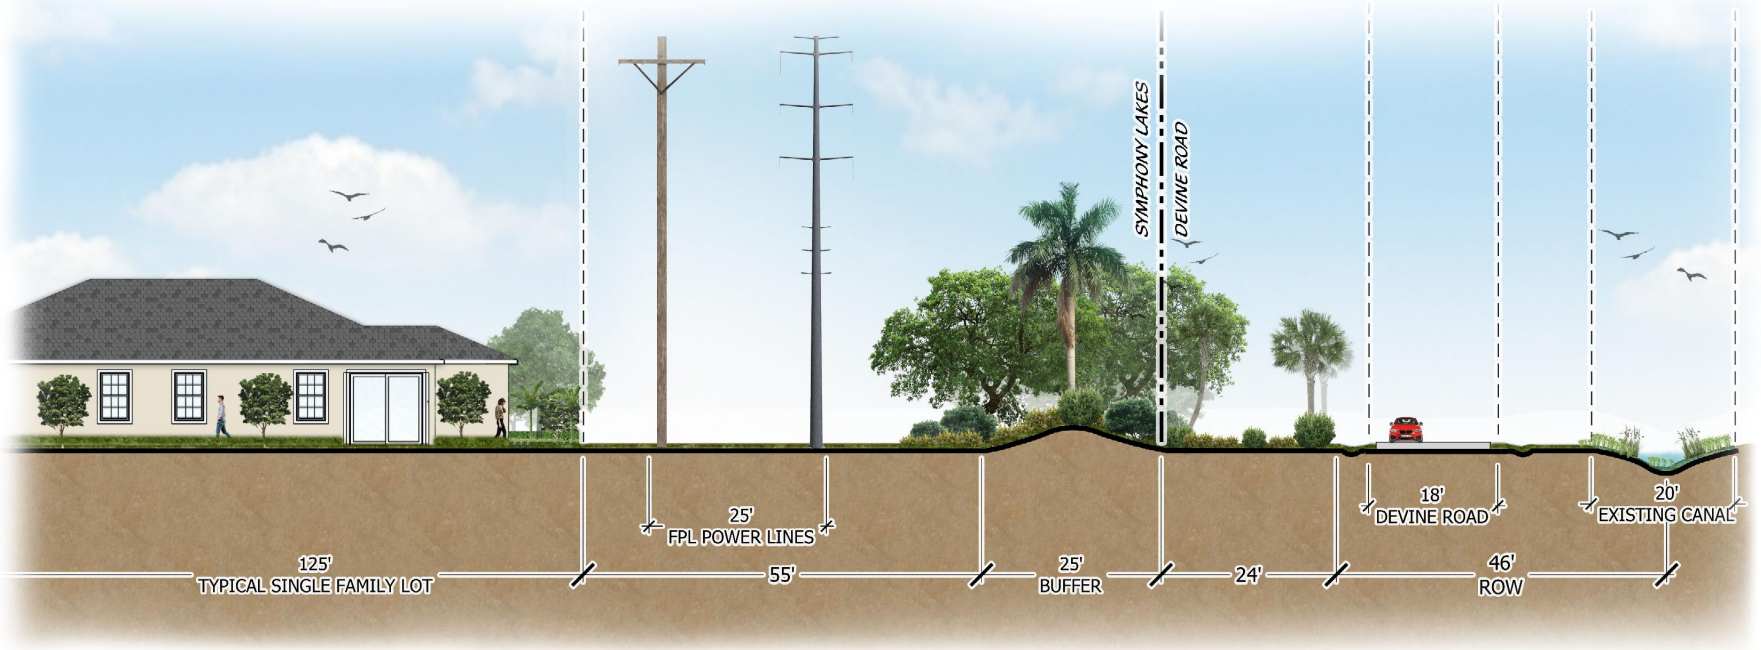 SYMPHONY LAKES
DEVINE ROAD
25'
FPL POWER LINES
18'
DEVINE ROAD
20'
EXISTING CANAL
125'
TYPICAL SINGLE FAMILY LOT
55'
25'
BUFFER
24'
46'
ROW